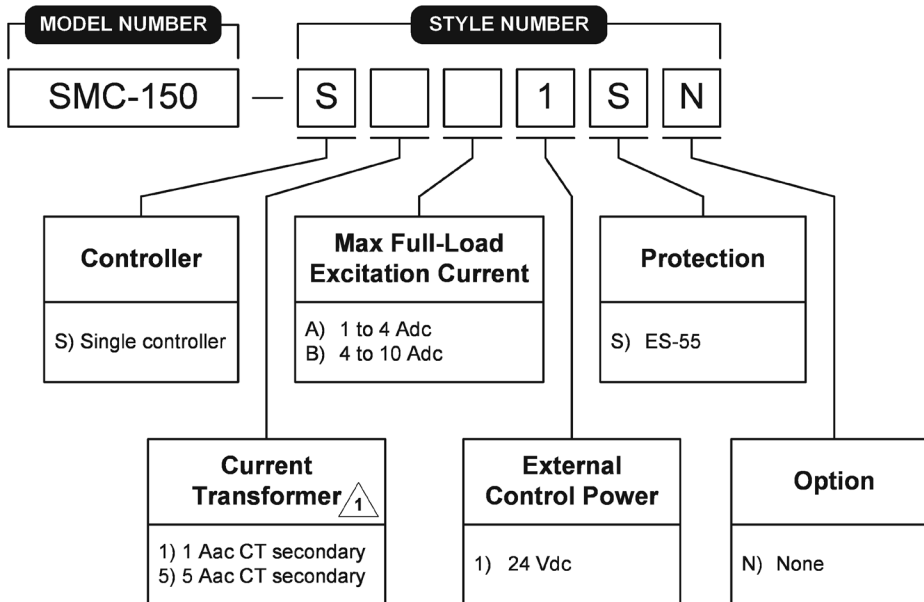 MODEL NUMBER
STYLE NUMBER
SMC-150 — S 1 S N
Controller
S) Single controller
Max Full-Load
Excitation Current
A) 1 to 4 Adc
B) 4 to 10 Adc
Protection
S) ES-55
Current
Transformer 1
1) 1 Aac CT secondary
5) 5 Aac CT secondary
External
Control Power
1) 24 Vdc
Option
N) None